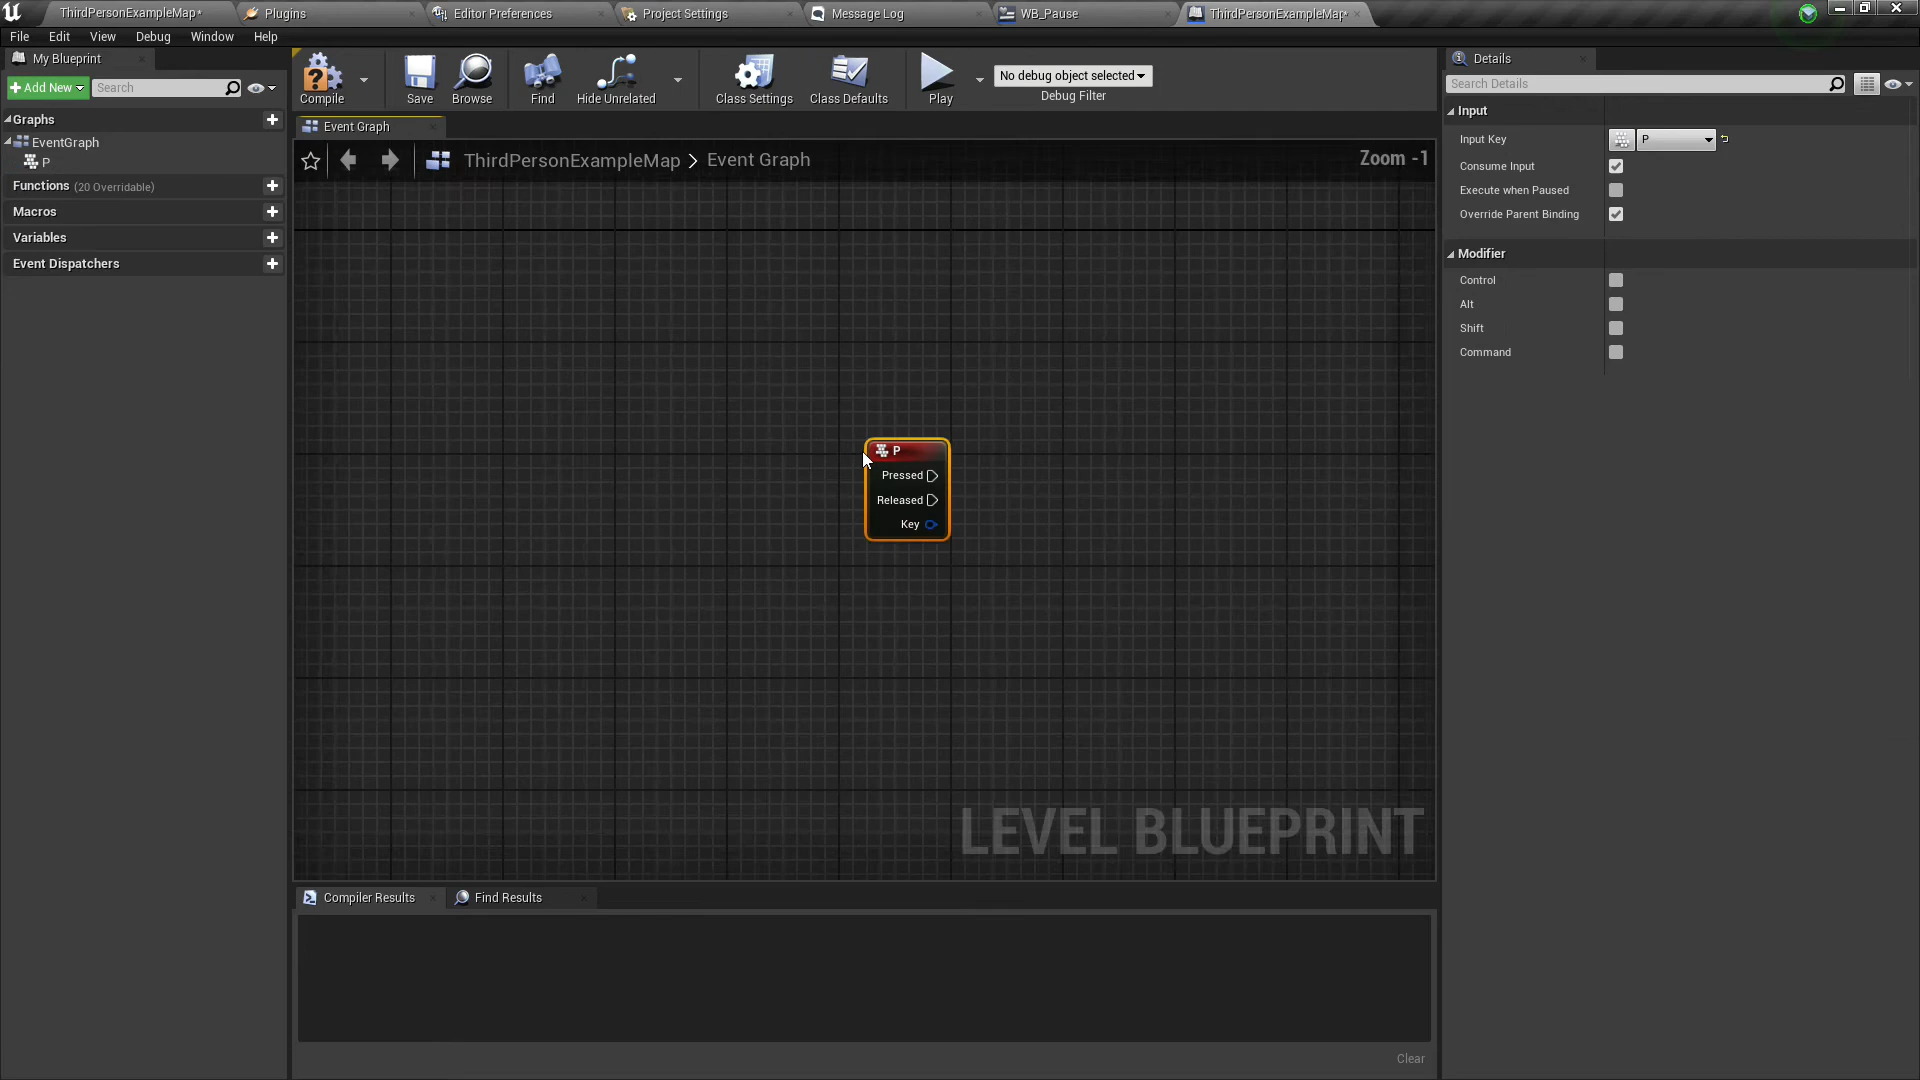 ThirdPersonExampleMap*
Plugins
Editor Preferences
Project Settings
Message Log
WB_Pause
ThirdPersonExampleMap*
File Edit View Debug Window Help
My Blueprint
Add New
Search
Graphs
EventGraph
P
Functions (20 Overridable)
Macros
Variables
Event Dispatchers
Compile
Save
Browse
Find
Hide Unrelated
Class Settings
Class Defaults
Play
No debug object selected
Debug Filter
Event Graph
ThirdPersonExampleMap > Event Graph
Zoom -1
P
Pressed
Released
Key
LEVEL BLUEPRINT
Compiler Results
Find Results
Clear
Details
Search Details
Input
Input Key P
Consume Input
Execute when Paused
Override Parent Binding
Modifier
Control
Alt
Shift
Command